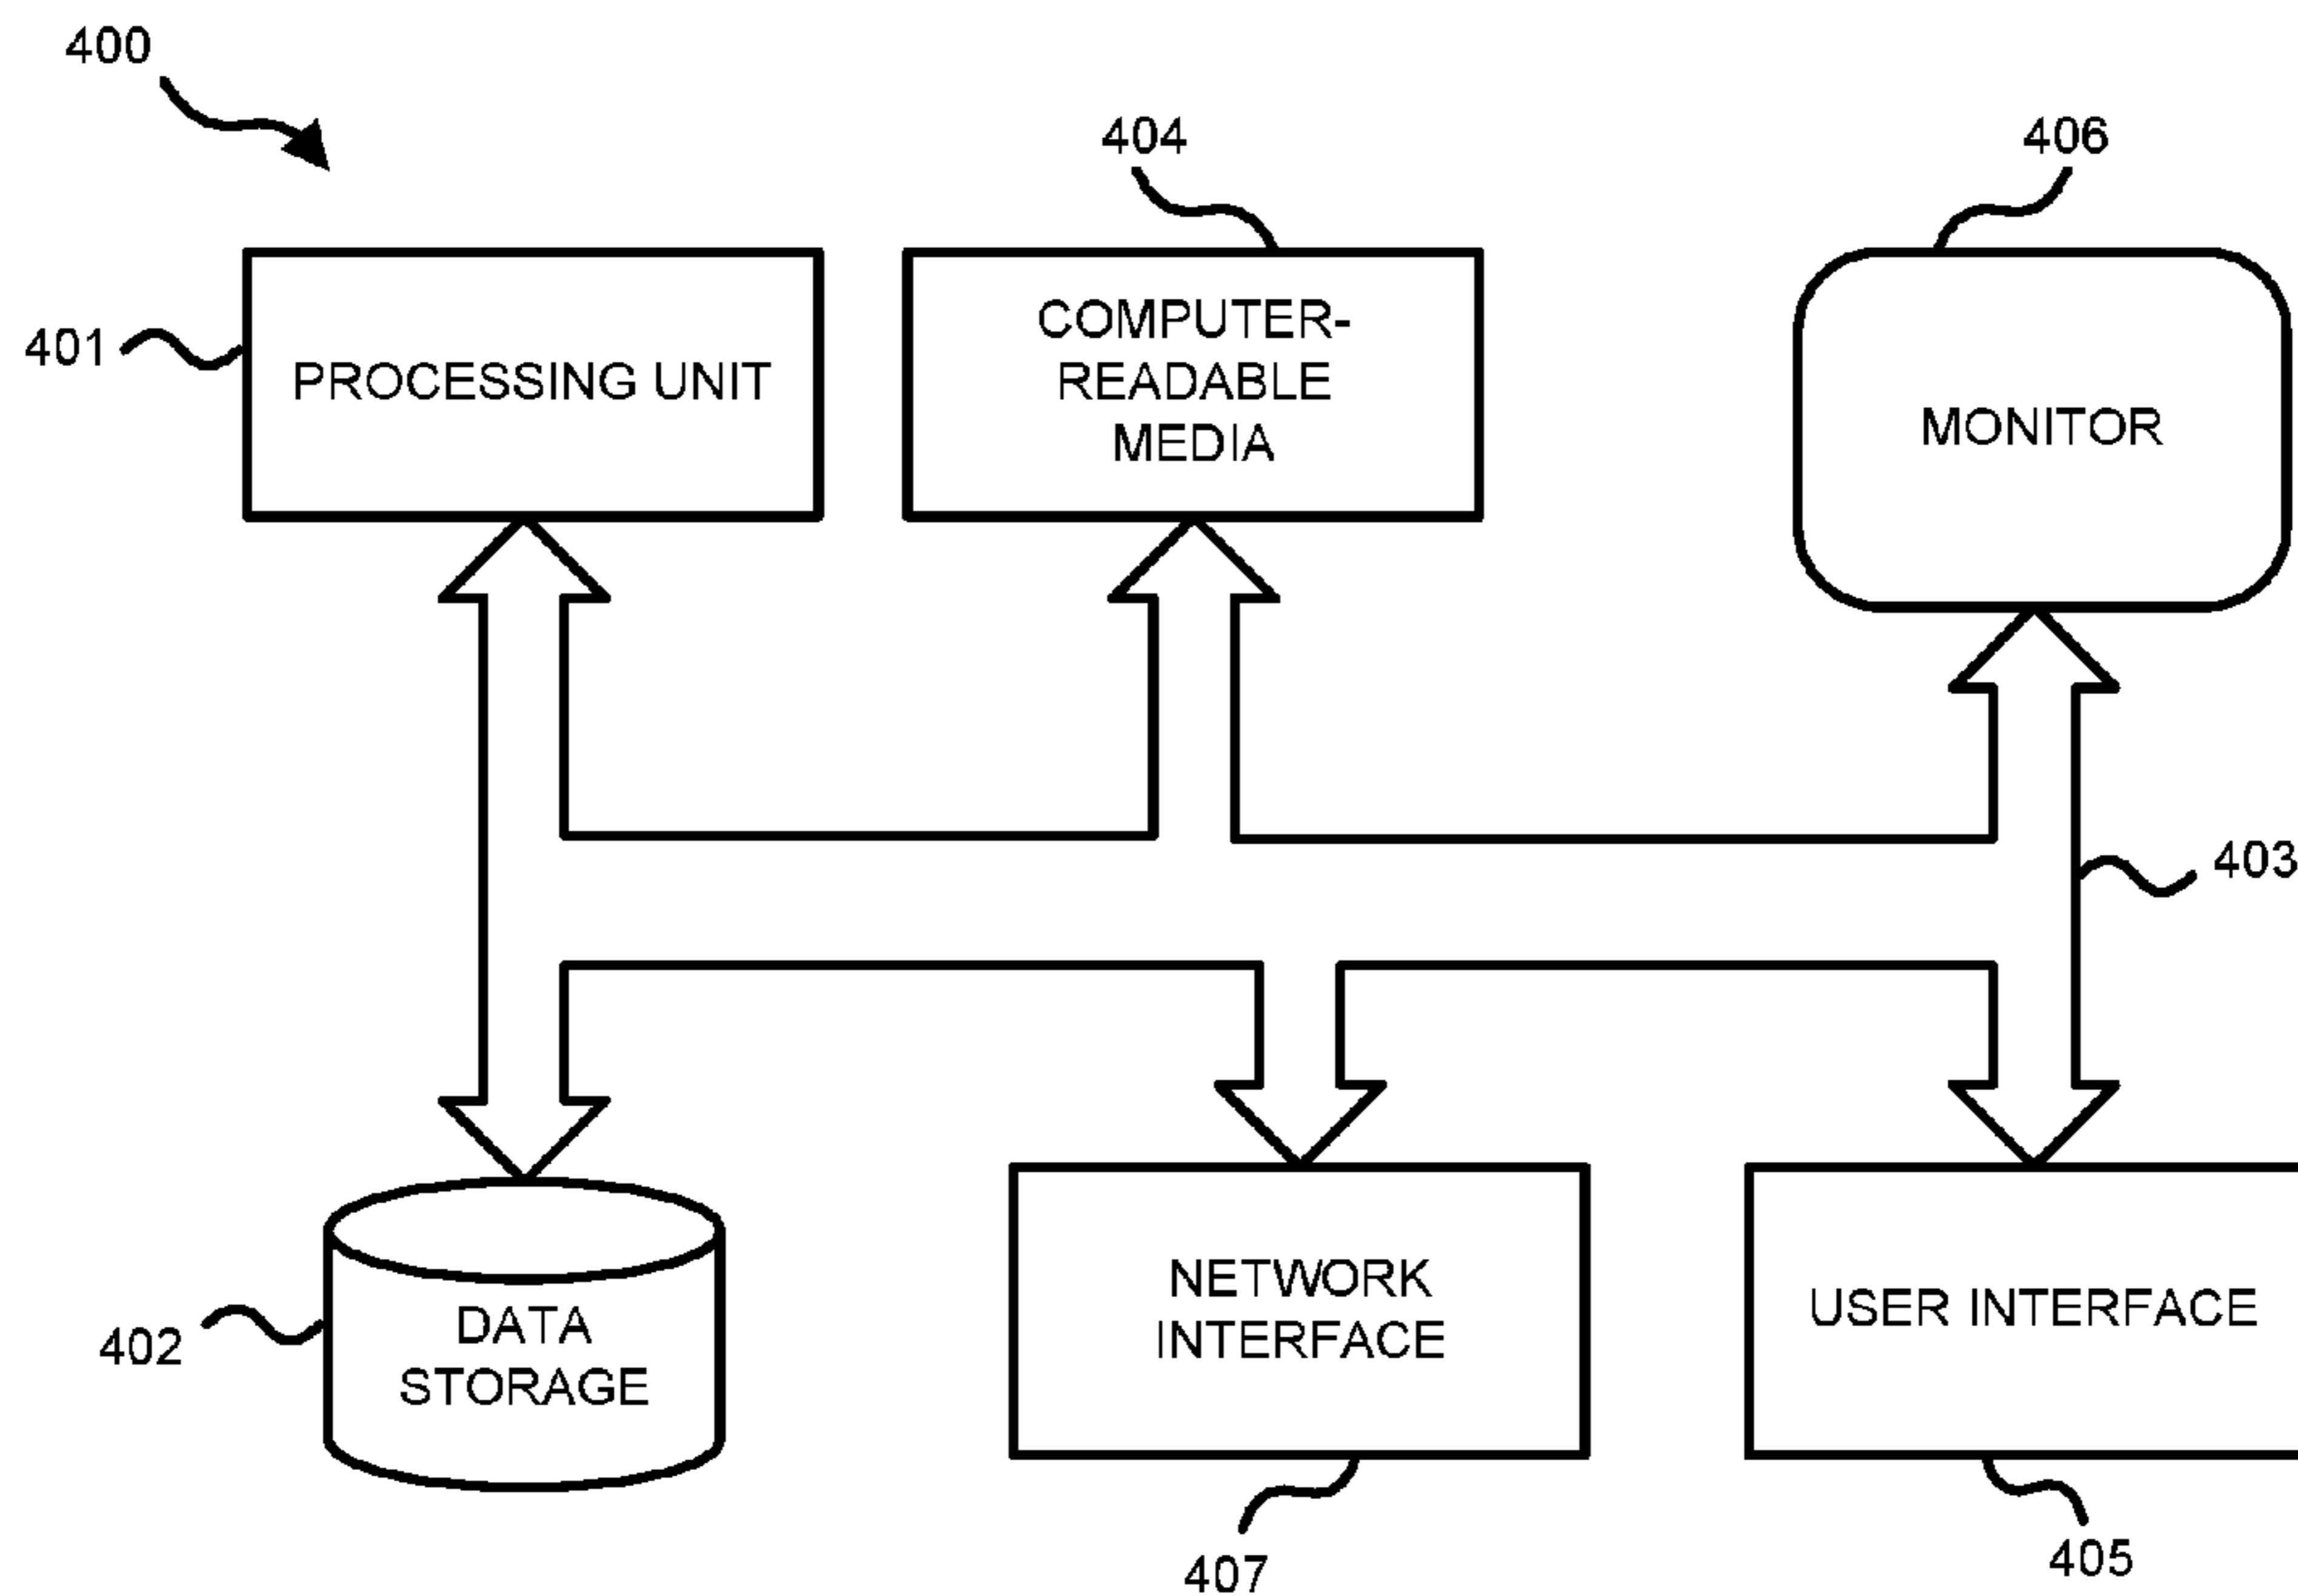 400
404
406
401
PROCESSING UNIT
COMPUTER-
READABLE
MEDIA
MONITOR
403
402
DATA
STORAGE
NETWORK
INTERFACE
USER INTERFACE
407
405